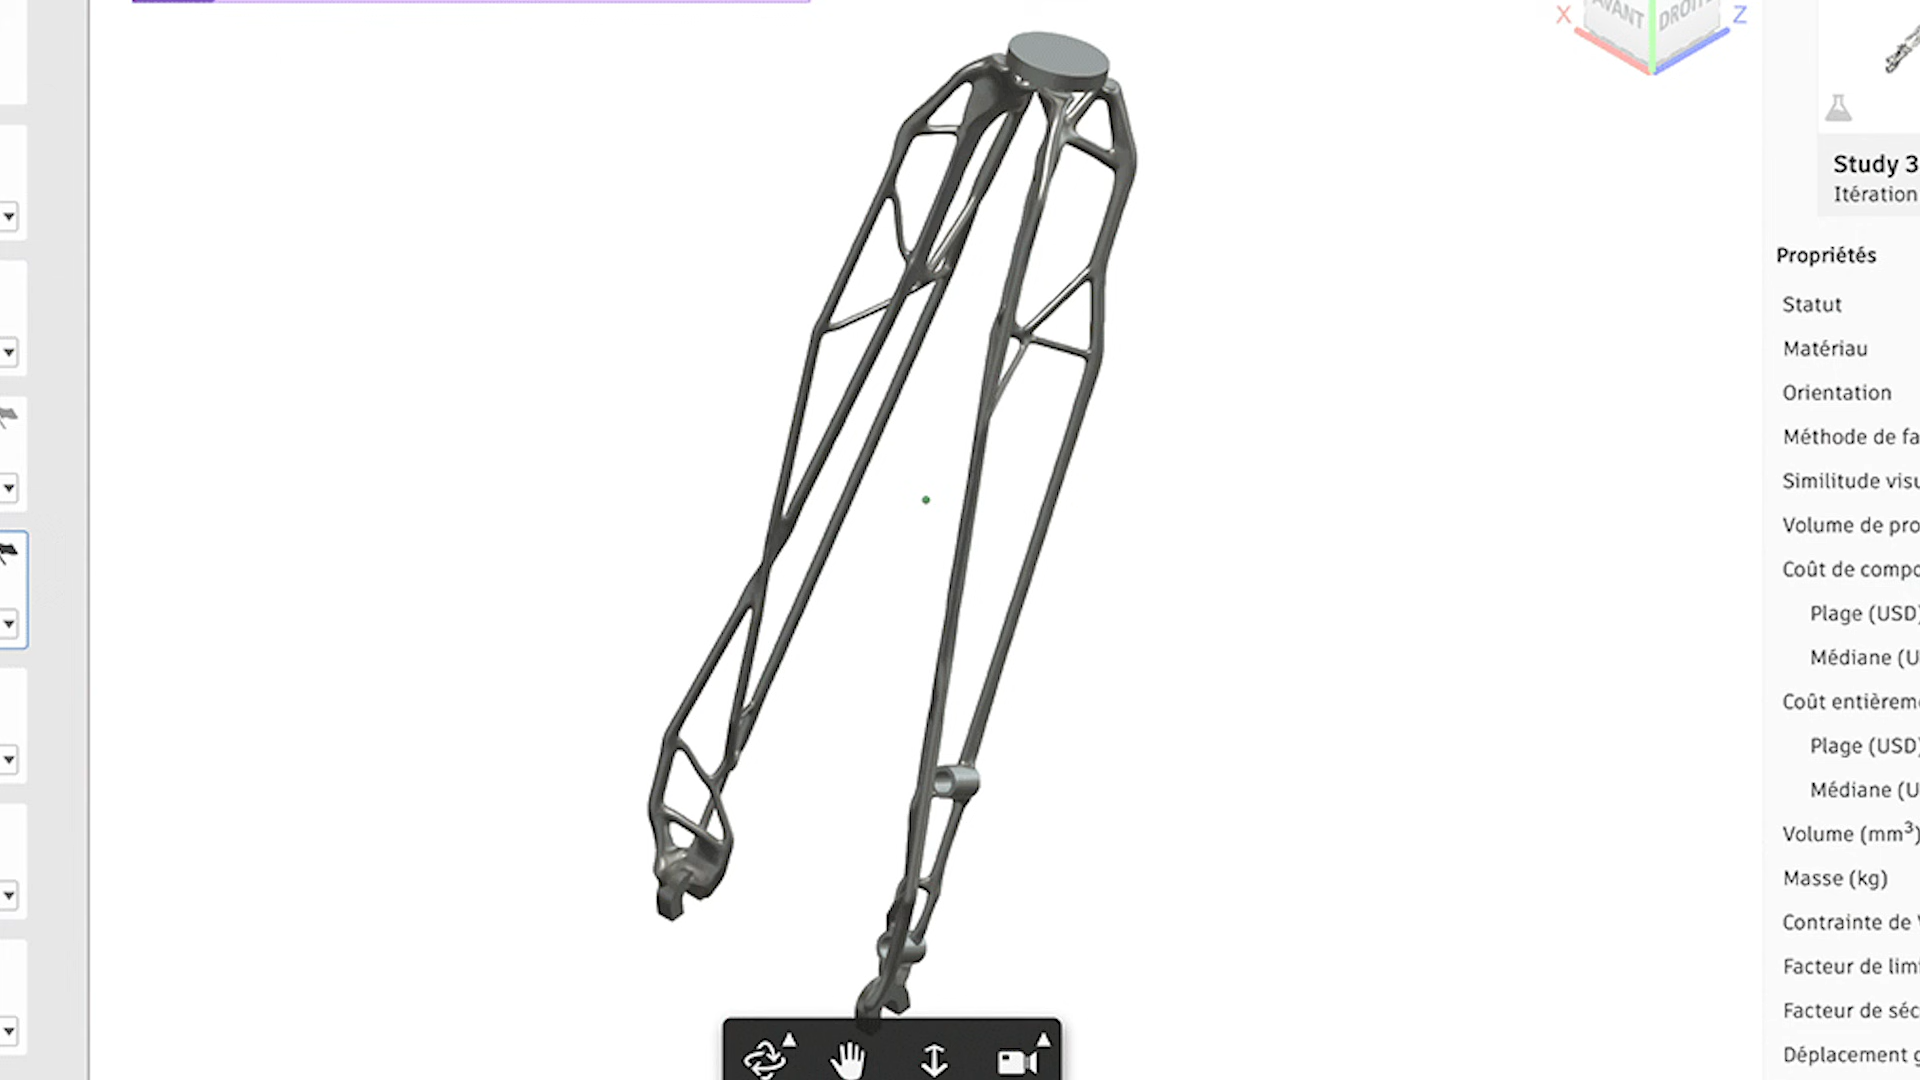 AVANT
DROITE
X
Z
Study 3
Itération
Propriétés
Statut
Matériau
Orientation
Méthode de fa
Similitude visu
Volume de pro
Coût de compo
Plage (USD)
Médiane (U
Coût entièrem
Plage (USD)
Médiane (U
Volume (mm³)
Masse (kg)
Contrainte de V
Facteur de limi
Facteur de séc
Déplacement g